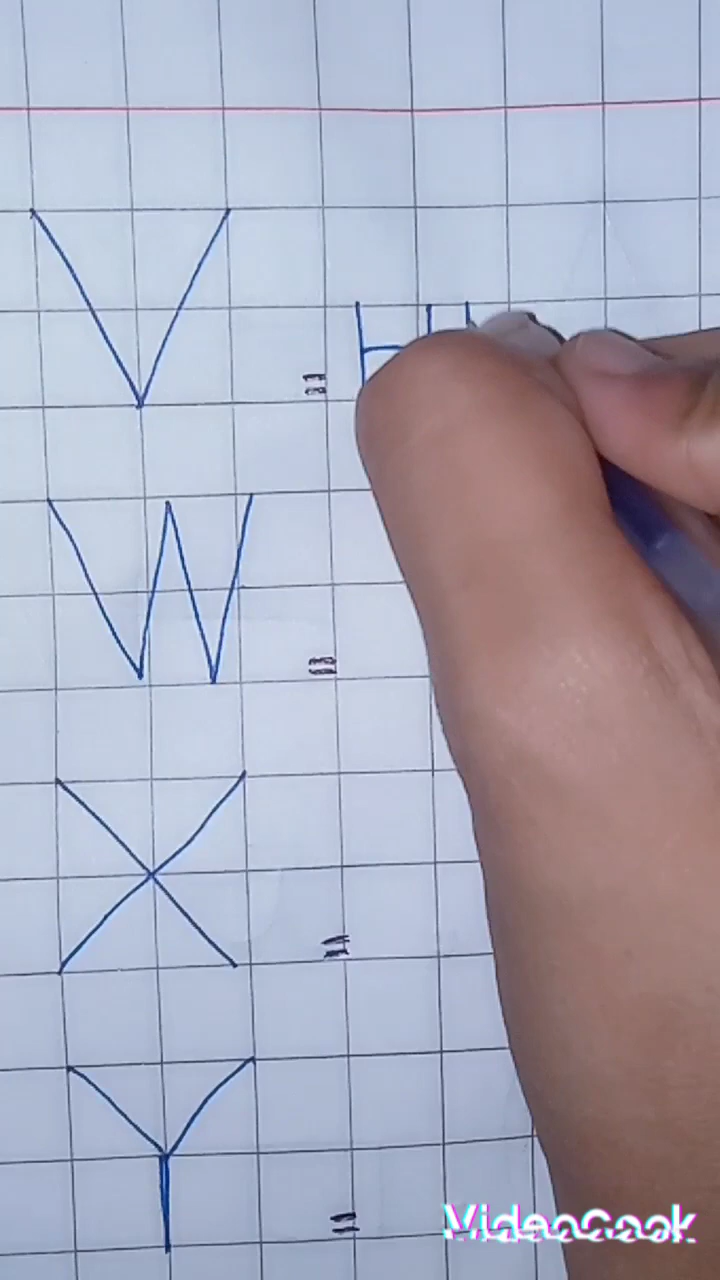 V = H
W =
X =
Y =
VideoCook